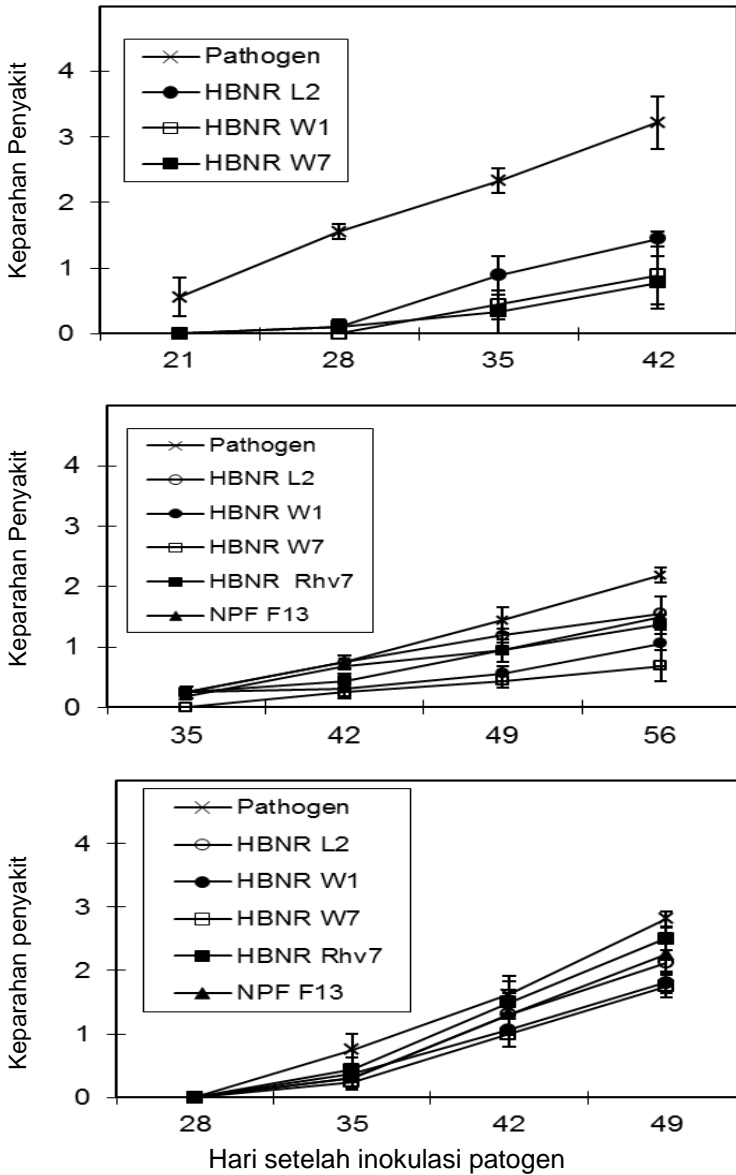 Keparahan Penyakit
4
3
2
1
0
Pathogen
HBNR L2
HBNR W1
HBNR W7
21 28 35 42
Keparahan Penyakit
4
3
2
1
0
Pathogen
HBNR L2
HBNR W1
HBNR W7
HBNR Rhv7
NPF F13
35 42 49 56
Keparahan penyakit
4
3
2
1
0
Pathogen
HBNR L2
HBNR W1
HBNR W7
HBNR Rhv7
NPF F13
28 35 42 49
Hari setelah inokulasi patogen